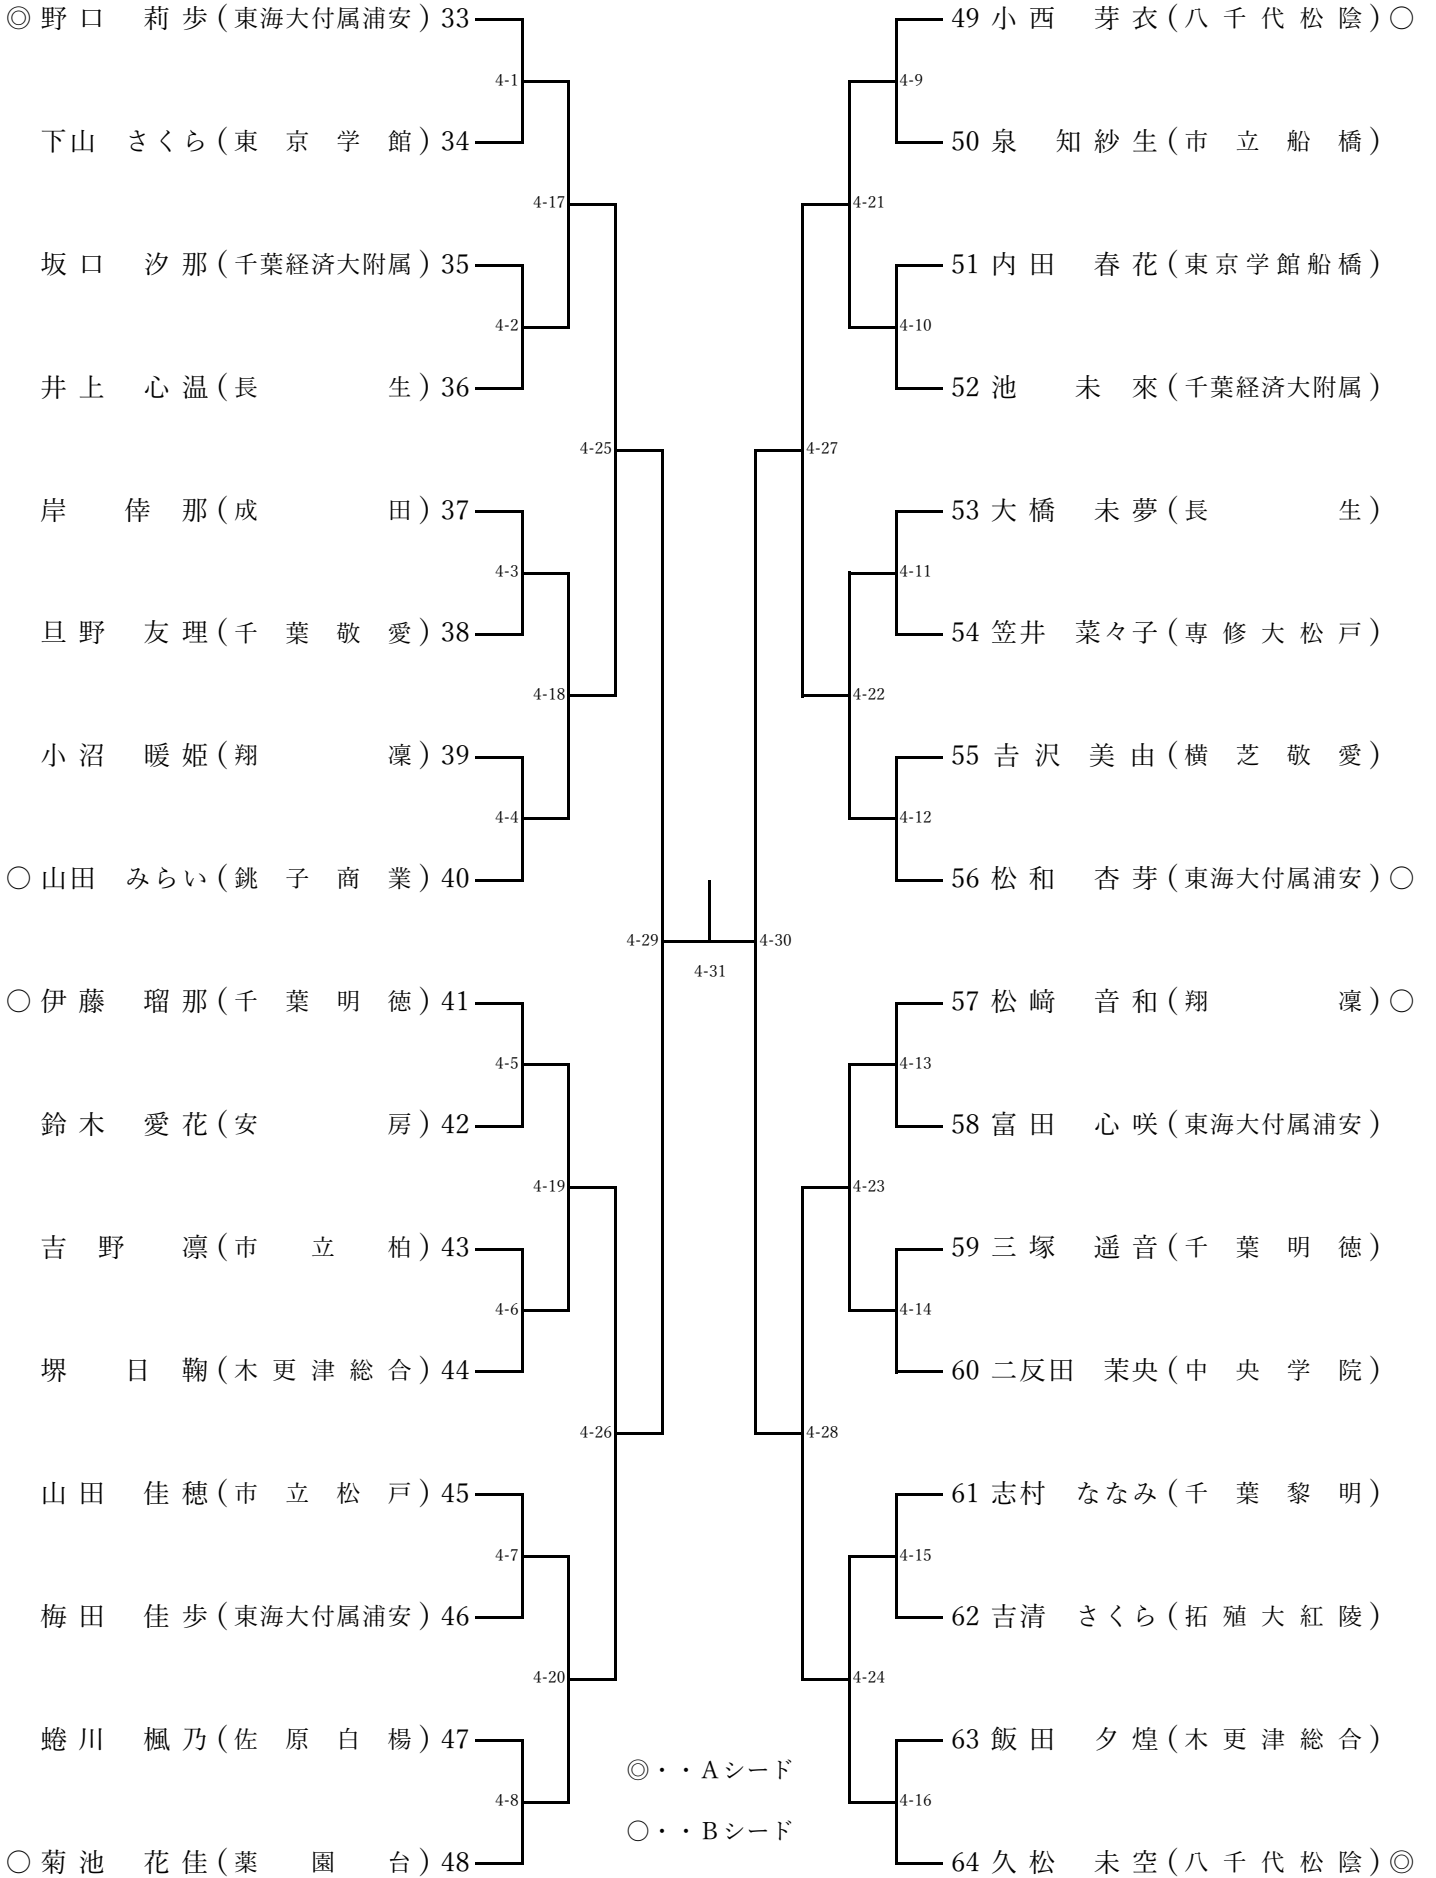 ◎ 野口 莉歩 (東海大付属浦安) 33
4-1
下山 さくら (東京学館) 34
4-17
坂口 汐那 (千葉経済大附属) 35
4-2
井上 心温 (長生) 36
4-25
岸 倖那 (成田) 37
4-3
旦野 友理 (千葉敬愛) 38
4-18
小沼 暖姫 (翔凜) 39
4-4
○ 山田 みらい (銚子商業) 40
4-29
○ 伊藤 瑠那 (千葉明徳) 41
4-5
鈴木 愛花 (安房) 42
4-19
吉野 凛 (市立柏) 43
4-6
堺 日鞠 (木更津総合) 44
4-26
山田 佳穂 (市立松戸) 45
4-7
梅田 佳歩 (東海大付属浦安) 46
4-20
蜷川 楓乃 (佐原白楊) 47
4-8
○ 菊池 花佳 (薬園台) 48
4-31
◎・・Aシード
○・・Bシード
49 小西 芽衣 (八千代松陰) ○
4-9
50 泉 知紗生 (市立船橋)
4-21
51 内田 春花 (東京学館船橋)
4-10
52 池 未來 (千葉経済大附属)
4-27
53 大橋 未夢 (長生)
4-11
54 笠井 菜々子 (専修大松戸)
4-22
55 𠮷沢 美由 (横芝敬愛)
4-12
56 松和 杏芽 (東海大付属浦安) ○
4-30
57 松﨑 音和 (翔凜) ○
4-13
58 富田 心咲 (東海大付属浦安)
4-23
59 三塚 遥音 (千葉明徳)
4-14
60 二反田 茉央 (中央学院)
4-28
61 志村 ななみ (千葉黎明)
4-15
62 吉清 さくら (拓殖大紅陵)
4-24
63 飯田 夕煌 (木更津総合)
4-16
64 久松 未空 (八千代松陰) ◎